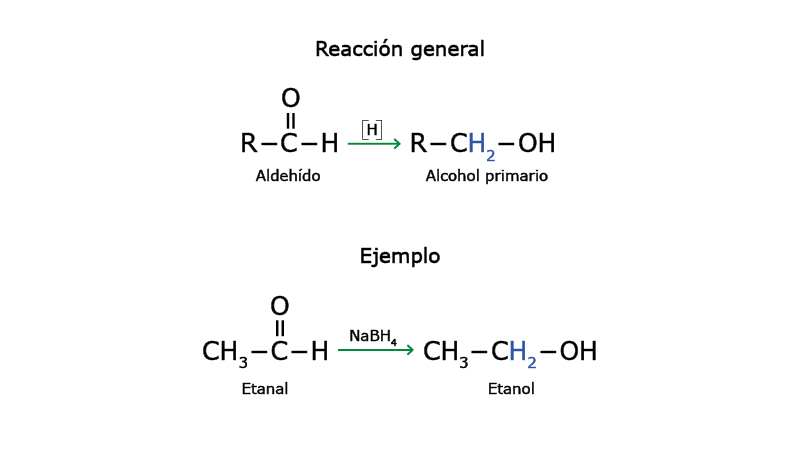 Reacción general
O
R–C–H [H] R–CH₂–OH
Aldehído Alcohol primario
Ejemplo
O
CH₃–C–H NaBH₄ CH₃–CH₂–OH
Etanal Etanol